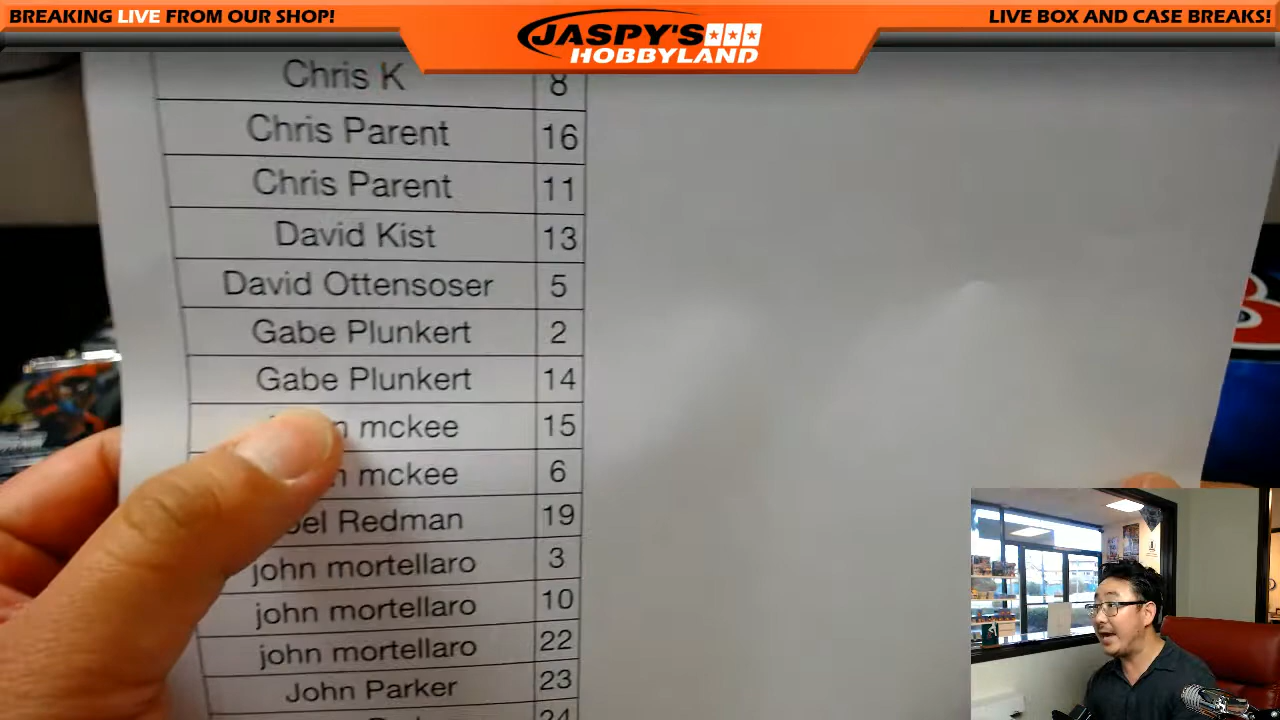 BREAKING LIVE FROM OUR SHOP!
JASPY'S
HOBBYLAND
LIVE BOX AND CASE BREAKS!
Chris K 8
Chris Parent 16
Chris Parent 11
David Kist 13
David Ottensoser 5
Gabe Plunkert 2
Gabe Plunkert 14
mckee 15
mckee 6
Redman 19
john mortellaro 3
john mortellaro 10
john mortellaro 22
John Parker 23
24